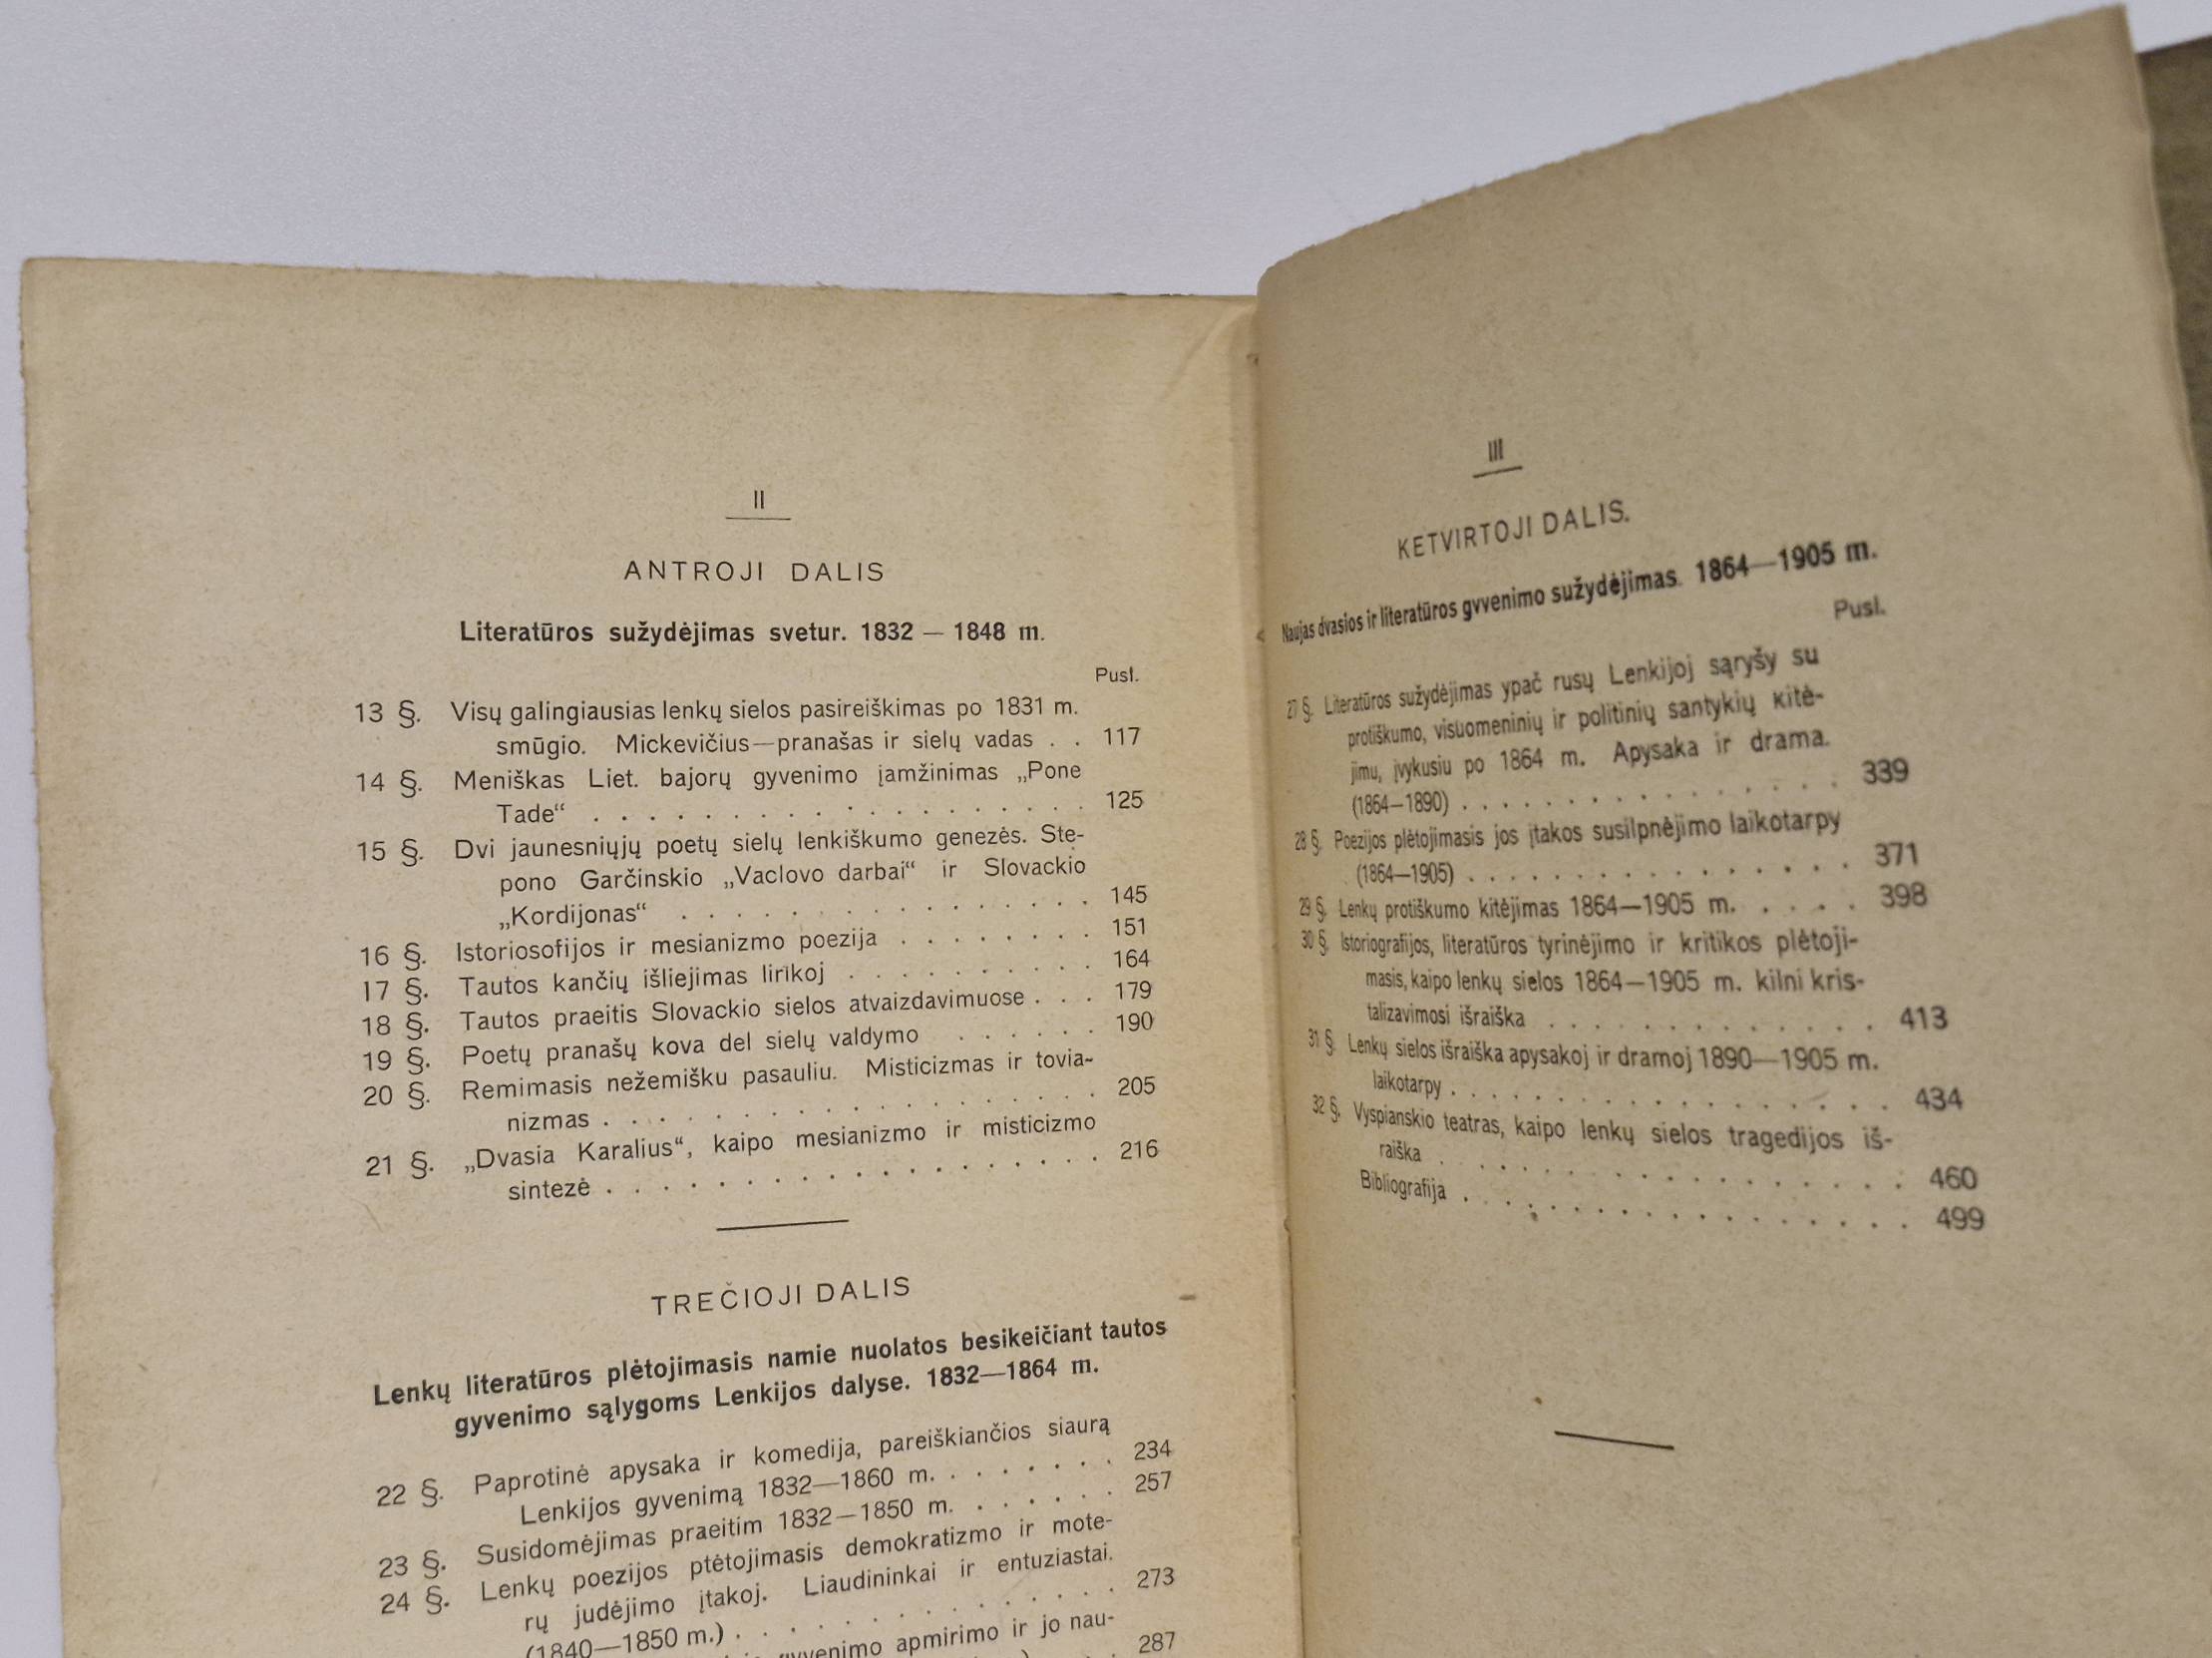 II
ANTROJI DALIS
Literatūros sužydėjimas svetur. 1832 — 1848 m.
Pusl.
13 §. Visų galingiausias lenkų sielos pasireiškimas po 1831 m.
smūgio. Mickevičius—pranašas ir sielų vadas . . 117
14 §. Meniškas Liet. bajorų gyvenimo įamžinimas „Pone
Tade“ . . . . . . . . . . . . . . . . . . 125
15 §. Dvi jaunesniųjų poetų sielų lenkiškumo genezės. Ste-
pono Garčinskio „Vaclovo darbai“ ir Slovackio
„Kordijonas“ . . . . . . . . . . . . . . . 145
16 §. Istoriosofijos ir mesianizmo poezija . . . . . . . . 151
17 §. Tautos kančių išliejimas lirikoj . . . . . . . . . . 164
18 §. Tautos praeitis Slovackio sielos atvaizdavimuose . . . 179
19 §. Poetų pranašų kova del sielų valdymo . . . . . . 190
20 §. Remimasis nežemišku pasauliu. Misticizmas ir tovia-
nizmas . . . . . . . . . . . . . . . . . . 205
21 §. „Dvasia Karalius“, kaipo mesianizmo ir misticizmo
sintezė . . . . . . . . . . . . . . . . . . 216
TREČIOJI DALIS
Lenkų literatūros plėtojimasis namie nuolatos besikeičiant tautos
gyvenimo sąlygoms Lenkijos dalyse. 1832—1864 m.
22 §. Paprotinė apysaka ir komedija, pareiškiančios siaurą
Lenkijos gyvenimą 1832—1860 m. . . . . . . . 234
23 §. Susidomėjimas praeitim 1832—1850 m. . . . . . . 257
24 §. Lenkų poezijos ptėtojimasis demokratizmo ir mote-
rų judėjimo įtakoj. Liaudininkai ir entuziastai.
(1840—1850 m.) . . . . . . . . . . . . . . 273
gyvenimo apmirimo ir jo nau-
287
III
KETVIRTOJI DALIS.
Naujas dvasios ir literatūros gvvenimo sužydėjimas. 1864—1905 m.
Pusl.
27 §. Literatūros sužydėjimas ypač rusų Lenkijoj sąryšy su
protiškumo, visuomeninių ir politinių santykių kitė-
jimu, įvykusiu po 1864 m. Apysaka ir drama.
(1864—1890) . . . . . . . . . . . . . . . 339
28 §. Poezijos plėtojimasis jos įtakos susilpnėjimo laikotarpy
(1864—1905) . . . . . . . . . . . . . . . 371
29 §. Lenkų protiškumo kitėjimas 1864—1905 m. . . . . 398
30 §. Istoriografijos, literatūros tyrinėjimo ir kritikos plėtoji-
masis, kaipo lenkų sielos 1864—1905 m. kilni kris-
talizavimosi išraiška . . . . . . . . . . . . . 413
31 §. Lenkų sielos išraiška apysakoj ir dramoj 1890—1905 m.
laikotarpy . . . . . . . . . . . . . . . . . 434
32 §. Vyspianskio teatras, kaipo lenkų sielos tragedijos iš-
raiška . . . . . . . . . . . . . . . . . . 460
Bibliografija . . . . . . . . . . . . . . . . . 499